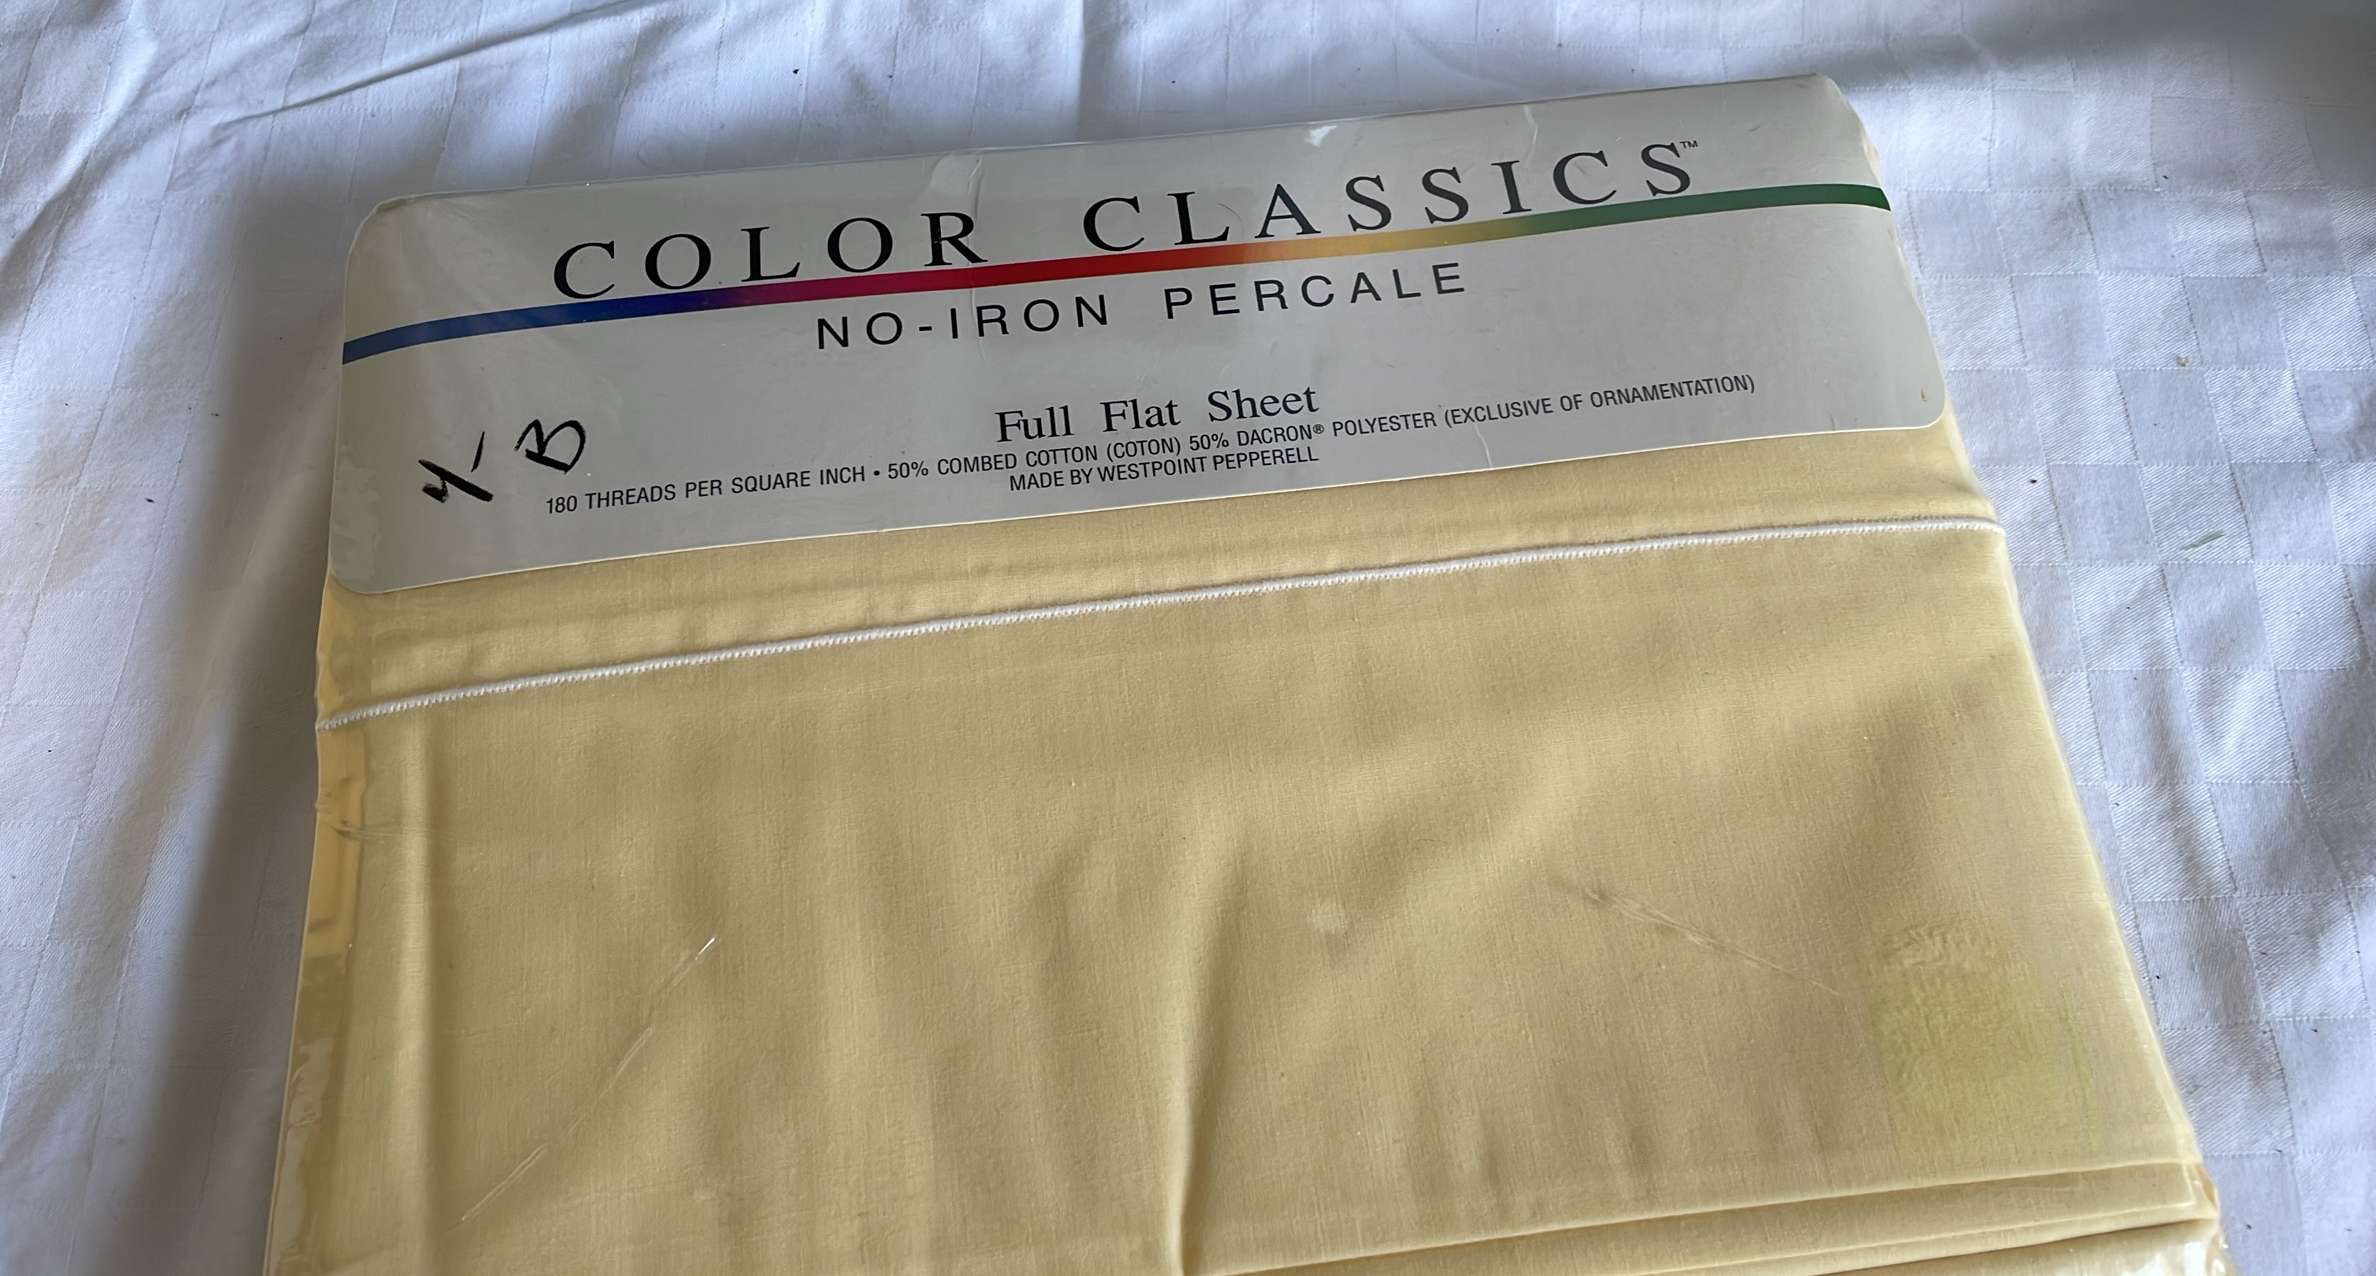 COLOR CLASSICS™
NO-IRON PERCALE
Full Flat Sheet
180 THREADS PER SQUARE INCH • 50% COMBED COTTON (COTON) 50% DACRON® POLYESTER (EXCLUSIVE OF ORNAMENTATION)
MADE BY WESTPOINT PEPPERELL